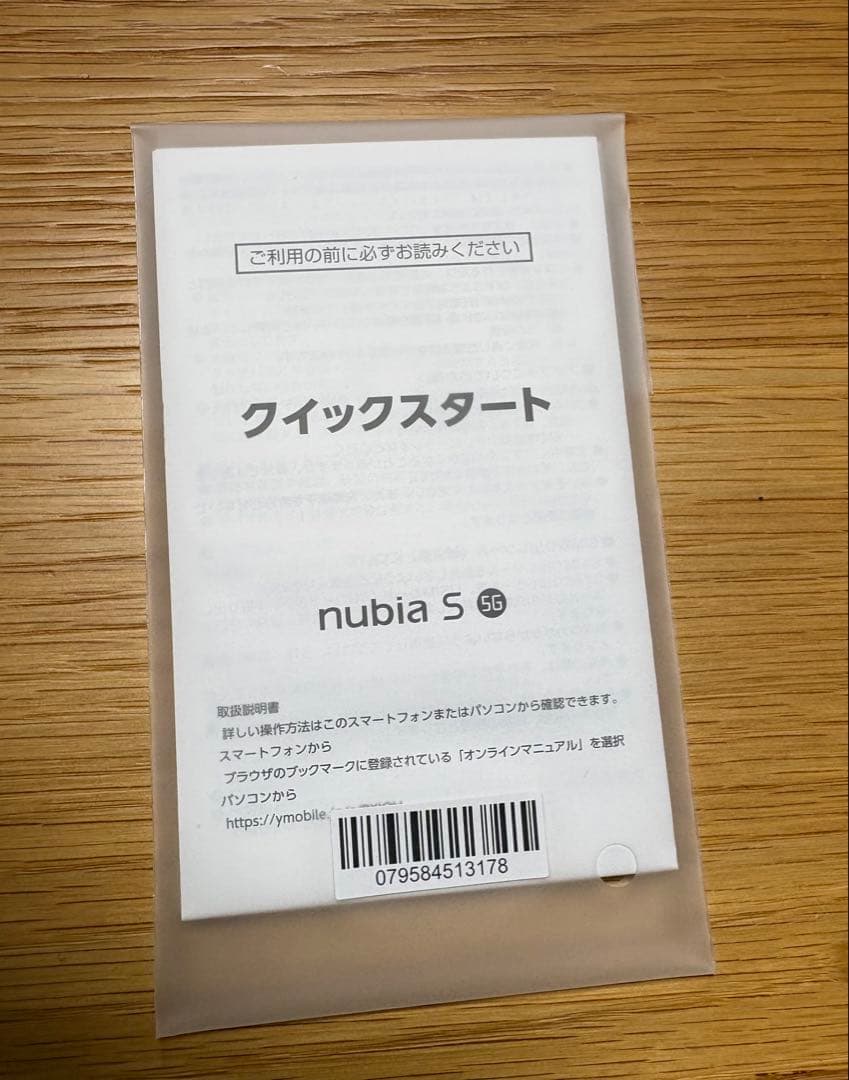 ご利用の前に必ずお読みください
クイックスタート
nubia S 5G
取扱説明書
詳しい操作方法はこのスマートフォンまたはパソコンから確認できます。
スマートフォンから
ブラウザのブックマークに登録されている「オンラインマニュアル」を選択
パソコンから
https://ymobile.
079584513178